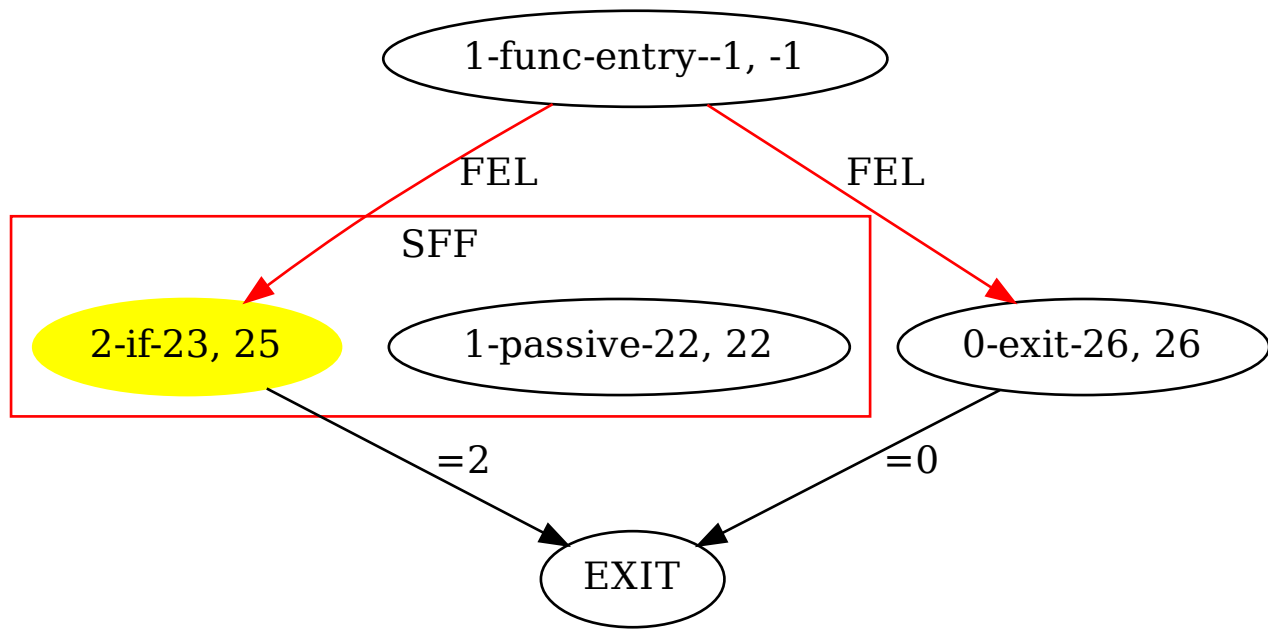 1-func-entry--1, -1
FEL
FEL
SFF
2-if-23, 25
1-passive-22, 22
0-exit-26, 26
=2
=0
EXIT